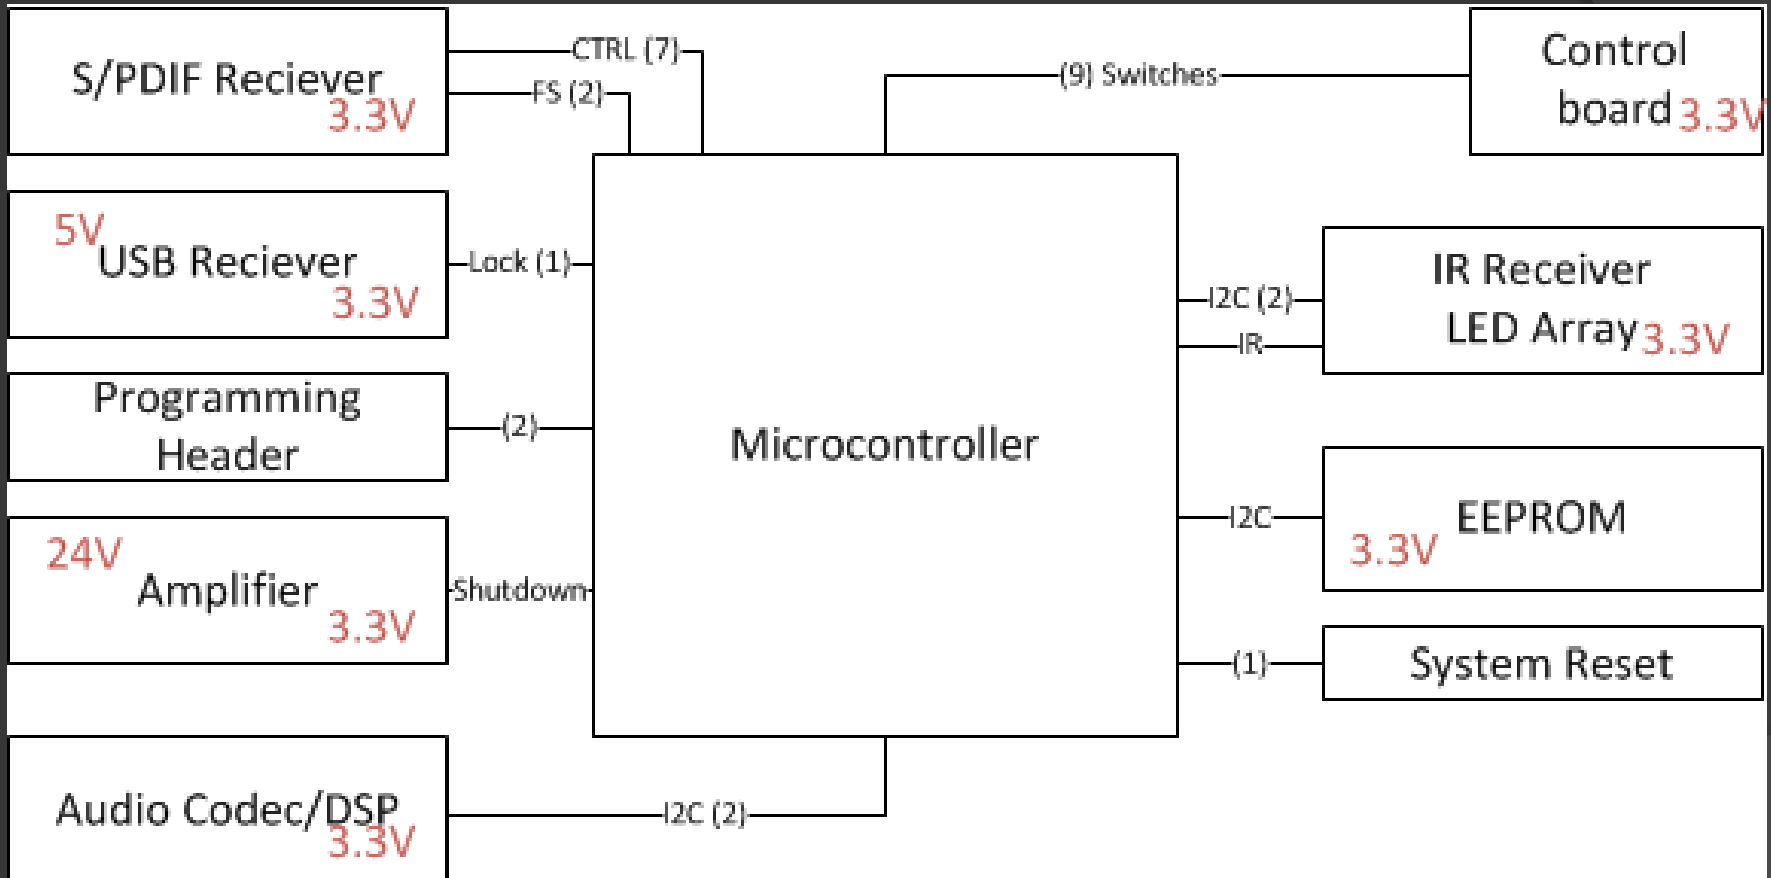 S/PDIF Reciever
3.3V
CTRL (7)
FS (2)
(9) Switches
Control
board 3.3V
5V
USB Reciever
3.3V
Lock (1)
IR Receiver
LED Array 3.3V
I2C (2)
IR
Programming
Header
(2)
Microcontroller
24V
Amplifier
3.3V
Shutdown
I2C
EEPROM
3.3V
(1)
System Reset
Audio Codec/DSP
3.3V
I2C (2)